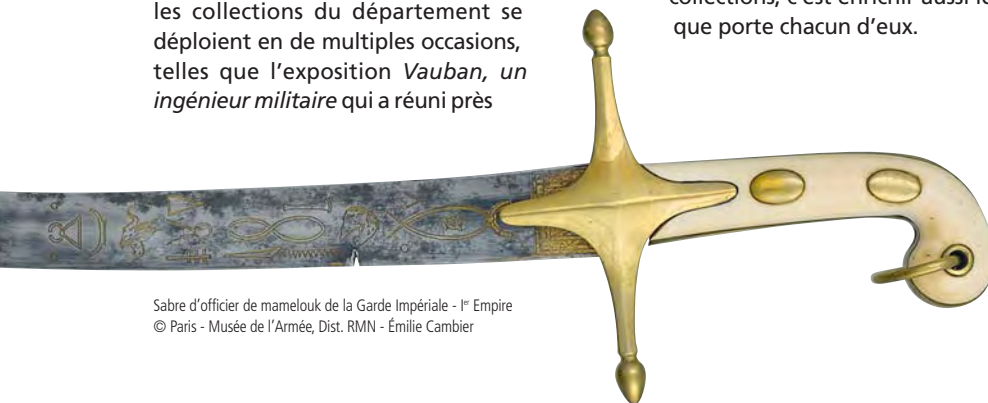 les collections du département se
déploient en de multiples occasions,
telles que l’exposition Vauban, un
ingénieur militaire qui a réuni près
que porte chacun d’eux.
Sabre d’officier de mamelouk de la Garde Impériale - Ier Empire
© Paris - Musée de l’Armée, Dist. RMN - Émilie Cambier